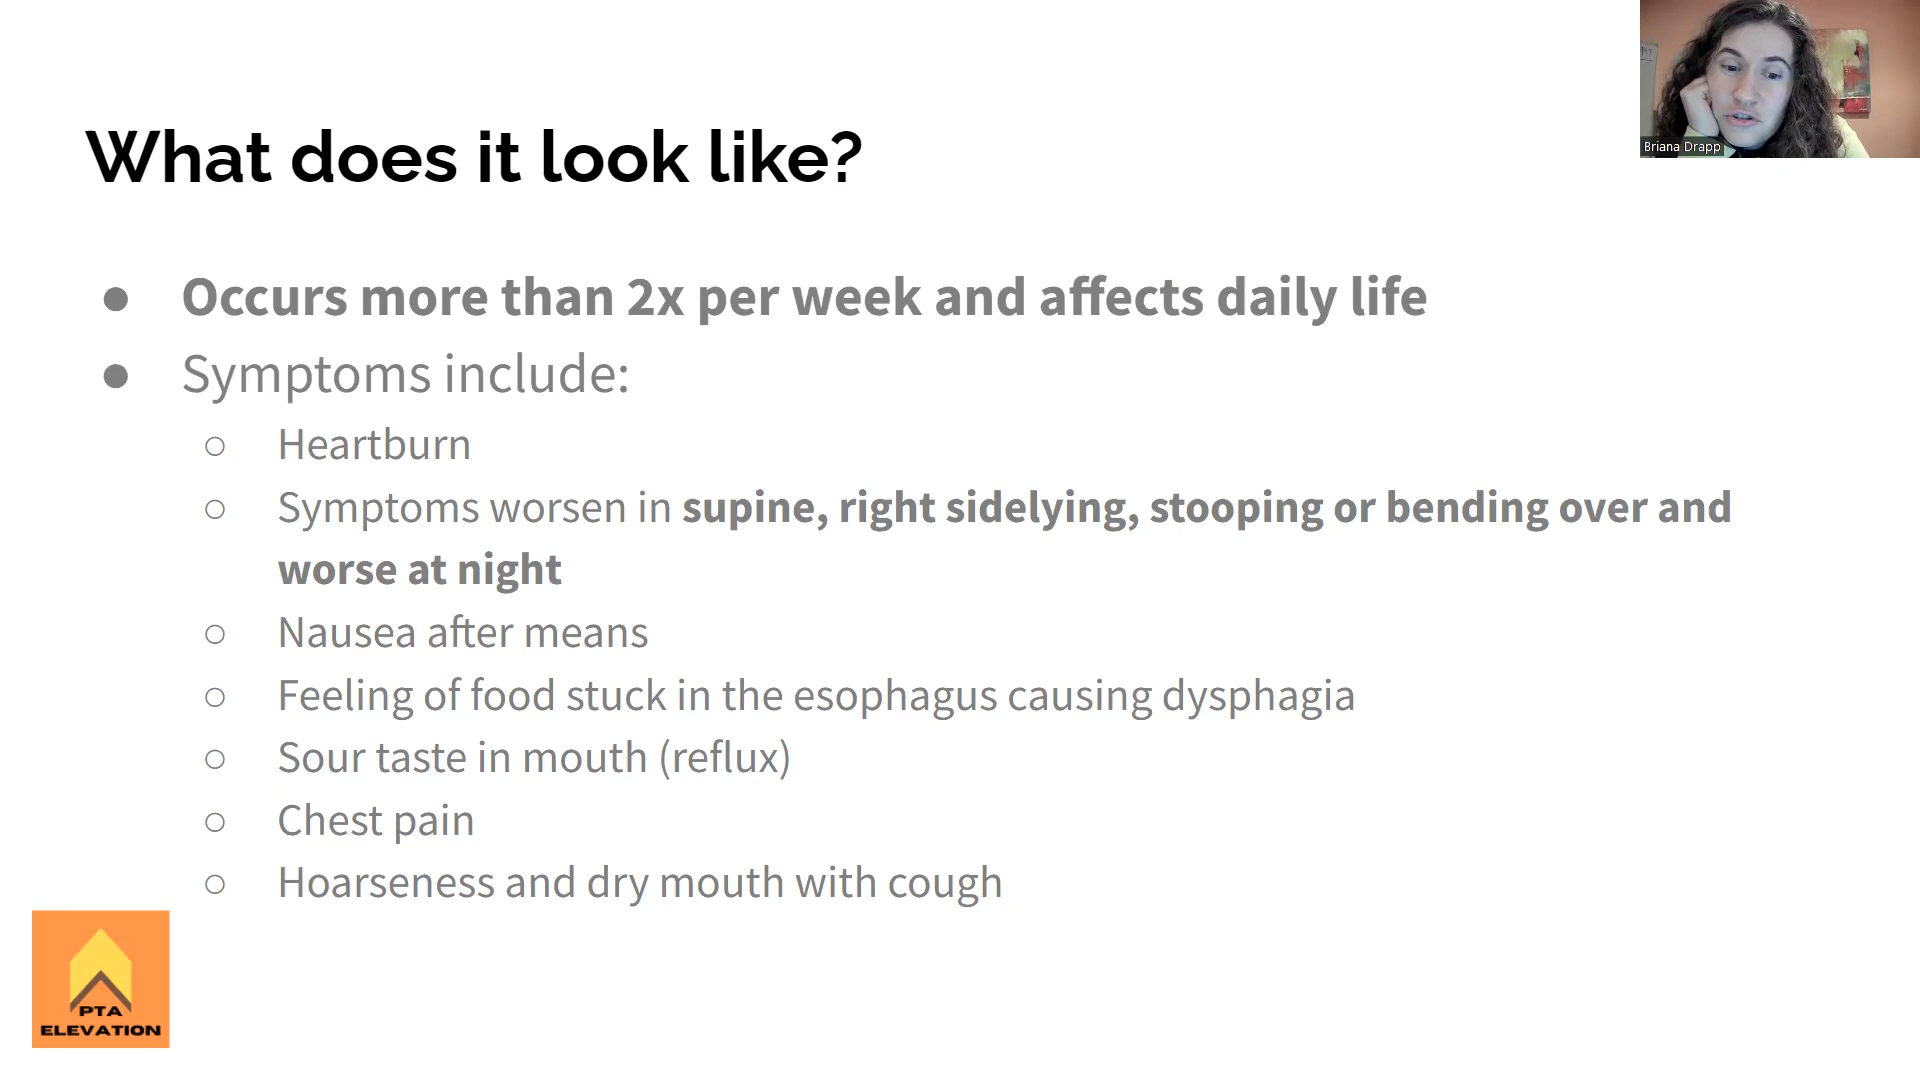 What does it look like?
● Occurs more than 2x per week and affects daily life
● Symptoms include:
○ Heartburn
○ Symptoms worsen in supine, right sidelying, stooping or bending over and
worse at night
○ Nausea after means
○ Feeling of food stuck in the esophagus causing dysphagia
○ Sour taste in mouth (reflux)
○ Chest pain
○ Hoarseness and dry mouth with cough
Briana Drapp
PTA
ELEVATION